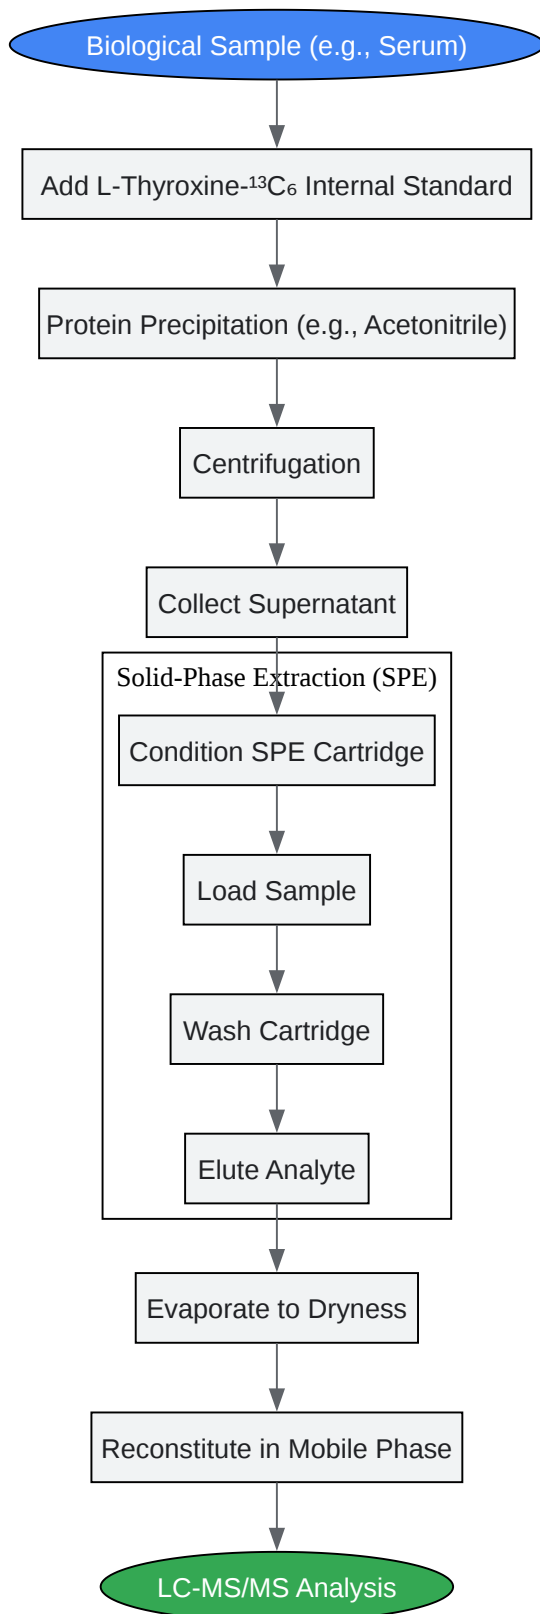 Biological Sample (e.g., Serum)
Add L-Thyroxine-¹³C₆ Internal Standard
Protein Precipitation (e.g., Acetonitrile)
Centrifugation
Collect Supernatant
Solid-Phase Extraction (SPE)
Condition SPE Cartridge
Load Sample
Wash Cartridge
Elute Analyte
Evaporate to Dryness
Reconstitute in Mobile Phase
LC-MS/MS Analysis